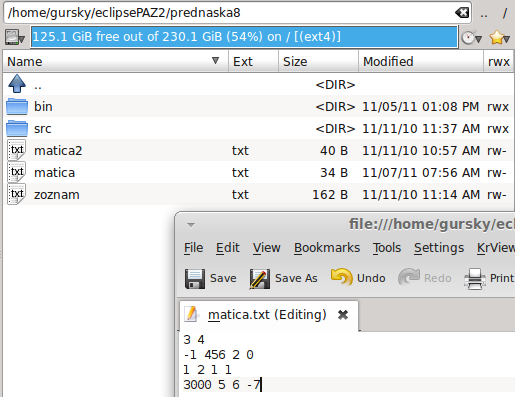 /home/gursky/eclipsePAZ2/prednaska8 .. /
125.1 GiB free out of 230.1 GiB (54%) on / [(ext4)]
Name Ext Size Modified rwx
.. <DIR>
bin <DIR> 11/05/11 01:08 PM rwx
src <DIR> 11/11/10 11:37 AM rwx
txt matica2 txt 40 B 11/11/10 10:57 AM rw-
txt matica txt 34 B 11/07/11 07:56 AM rw-
txt zoznam txt 162 B 11/11/10 11:14 AM rw-
file:///home/gursky/ecl
File Edit View Bookmarks Tools Settings KrView
Save Save As Undo Redo Print
matica.txt (Editing)
3 4
-1 456 2 0
1 2 1 1
3000 5 6 -7